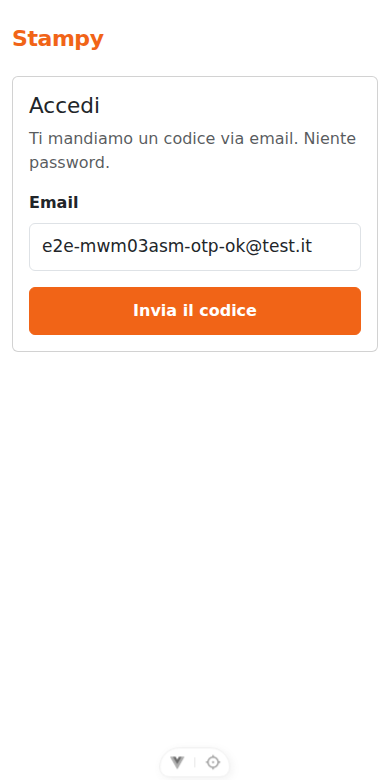 Stampy
Accedi
Ti mandiamo un codice via email. Niente
password.
Email
e2e-mwm03asm-otp-ok@test.it
Invia il codice